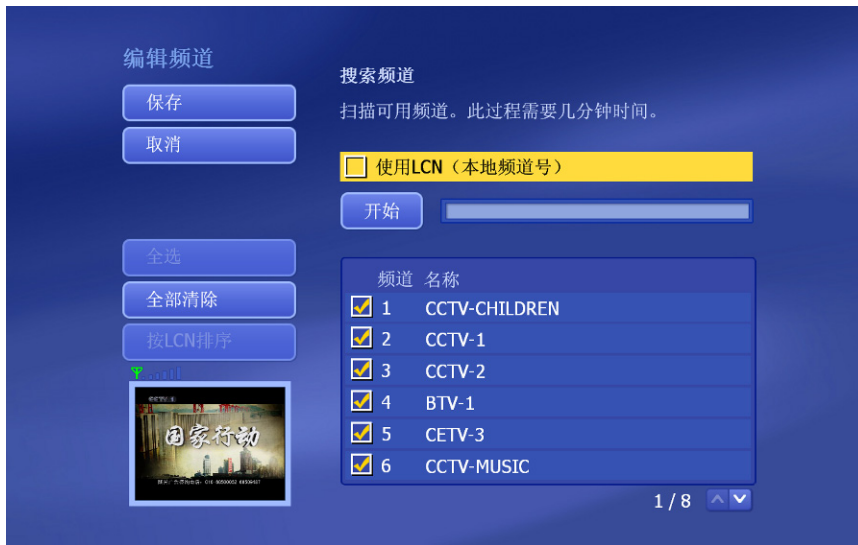 编辑频道
保存
取消
全选
全部清除
按LCN排序
国家行动
搜索频道
扫描可用频道。此过程需要几分钟时间。
使用LCN（本地频道号）
开始
频道 名称
1 CCTV-CHILDREN
2 CCTV-1
3 CCTV-2
4 BTV-1
5 CETV-3
6 CCTV-MUSIC
1/8